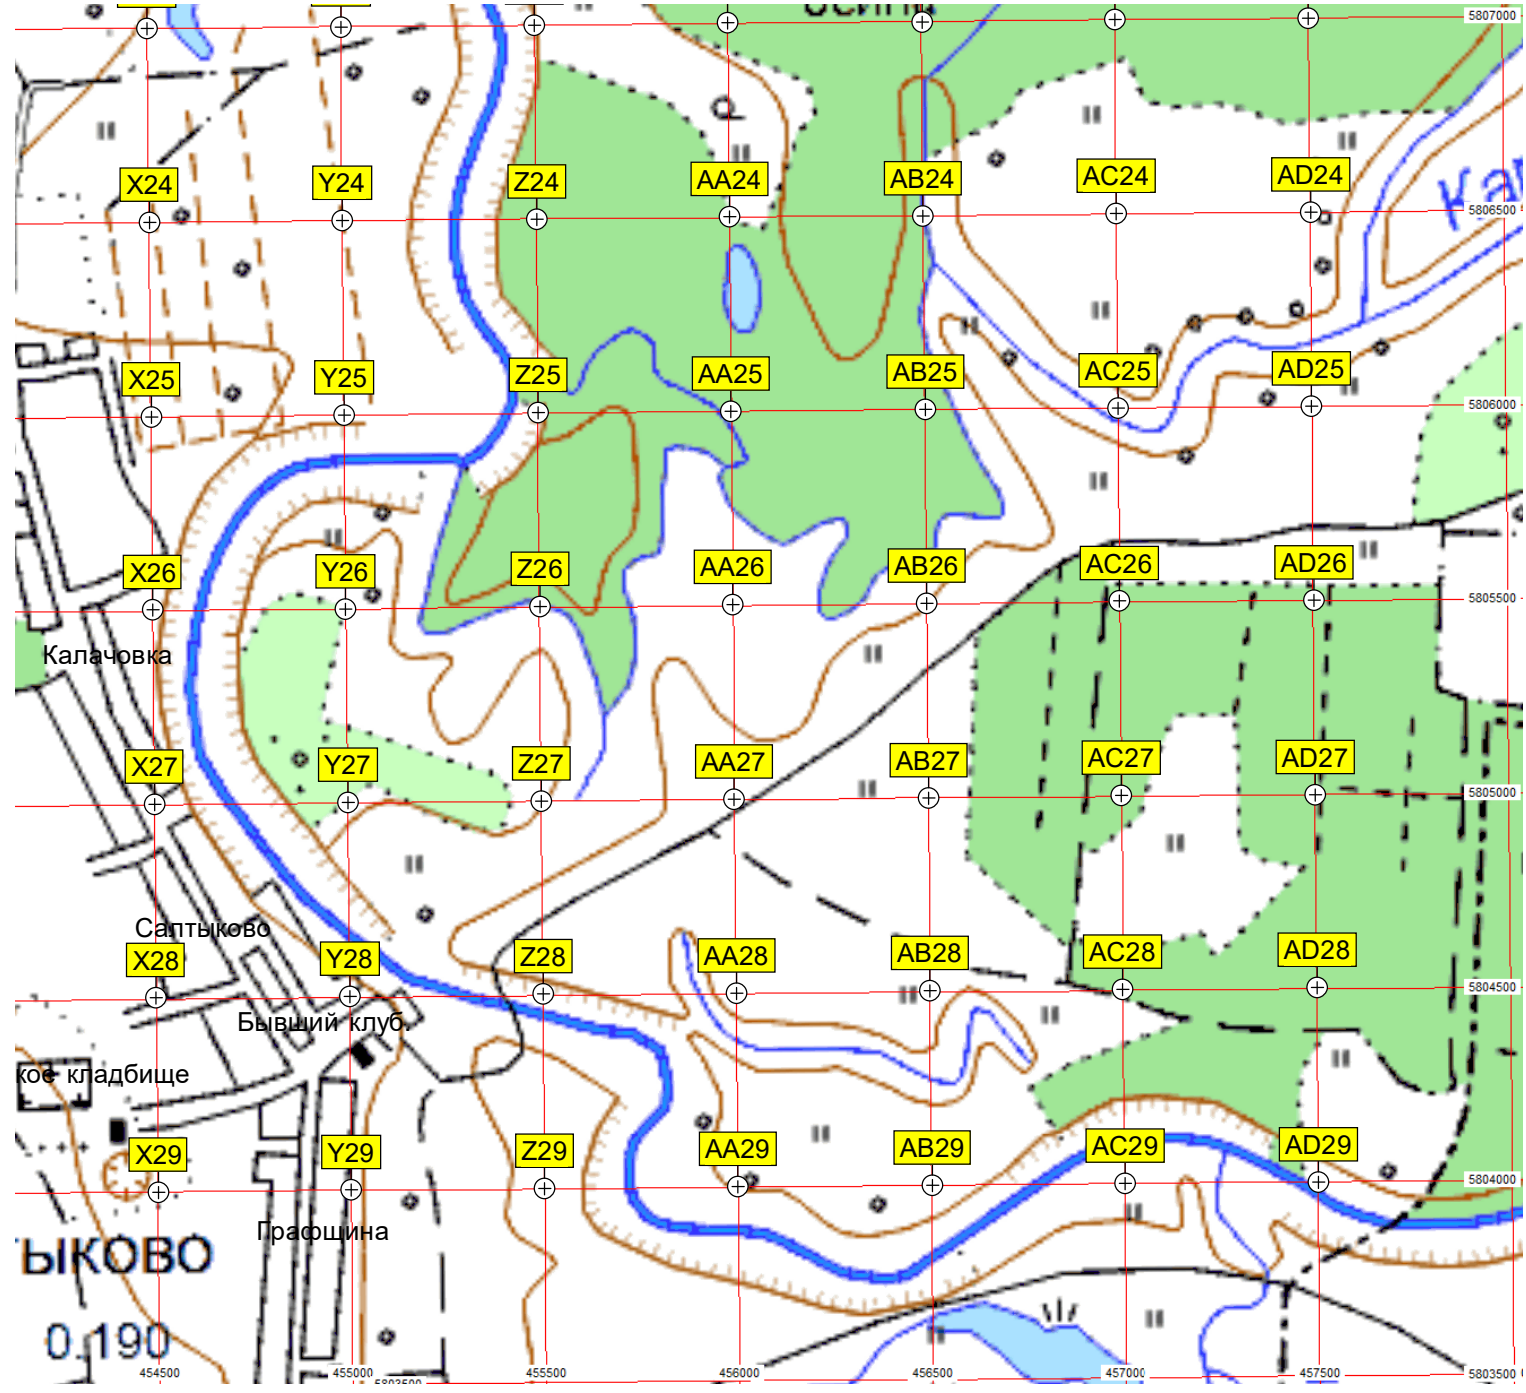 5807000
X24 Y24 Z24 AA24 AB24 AC24 AD24
5806500
X25 Y25 Z25 AA25 AB25 AC25 AD25
5806000
X26 Y26 Z26 AA26 AB26 AC26 AD26
5805500
Калачовка
X27 Y27 Z27 AA27 AB27 AC27 AD27
5805000
Салтыково
X28 Y28 Z28 AA28 AB28 AC28 AD28
5804500
Бывший клуб.
кое кладбище
X29 Y29 Z29 AA29 AB29 AC29 AD29
5804000
Графщина
ЫКОВО
0.190
454500 455000 455500 456000 456500 457000 457500 5803500